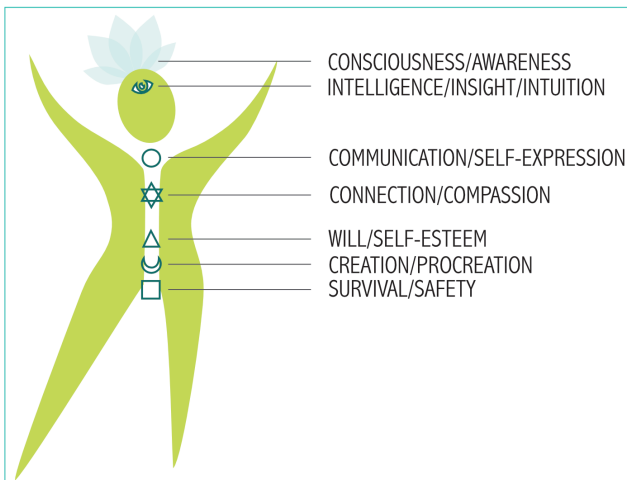 CONSCIOUSNESS/AWARENESS
INTELLIGENCE/INSIGHT/INTUITION
COMMUNICATION/SELF-EXPRESSION
CONNECTION/COMPASSION
WILL/SELF-ESTEEM
CREATION/PROCREATION
SURVIVAL/SAFETY